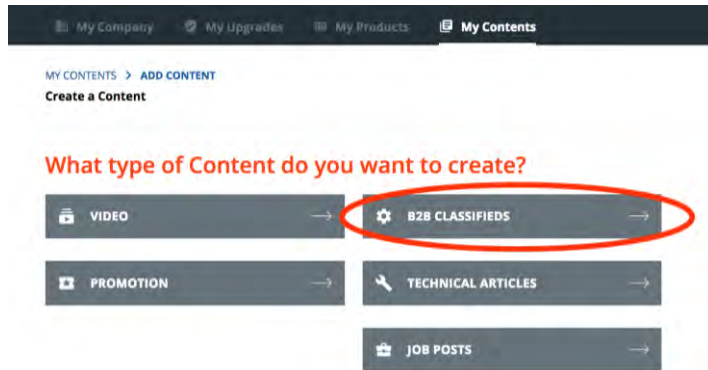 My Company My Upgrades My Products My Contents
MY CONTENTS > ADD CONTENT
Create a Content
What type of Content do you want to create?
VIDEO → B2B CLASSIFIEDS →
PROMOTION → TECHNICAL ARTICLES →
JOB POSTS →